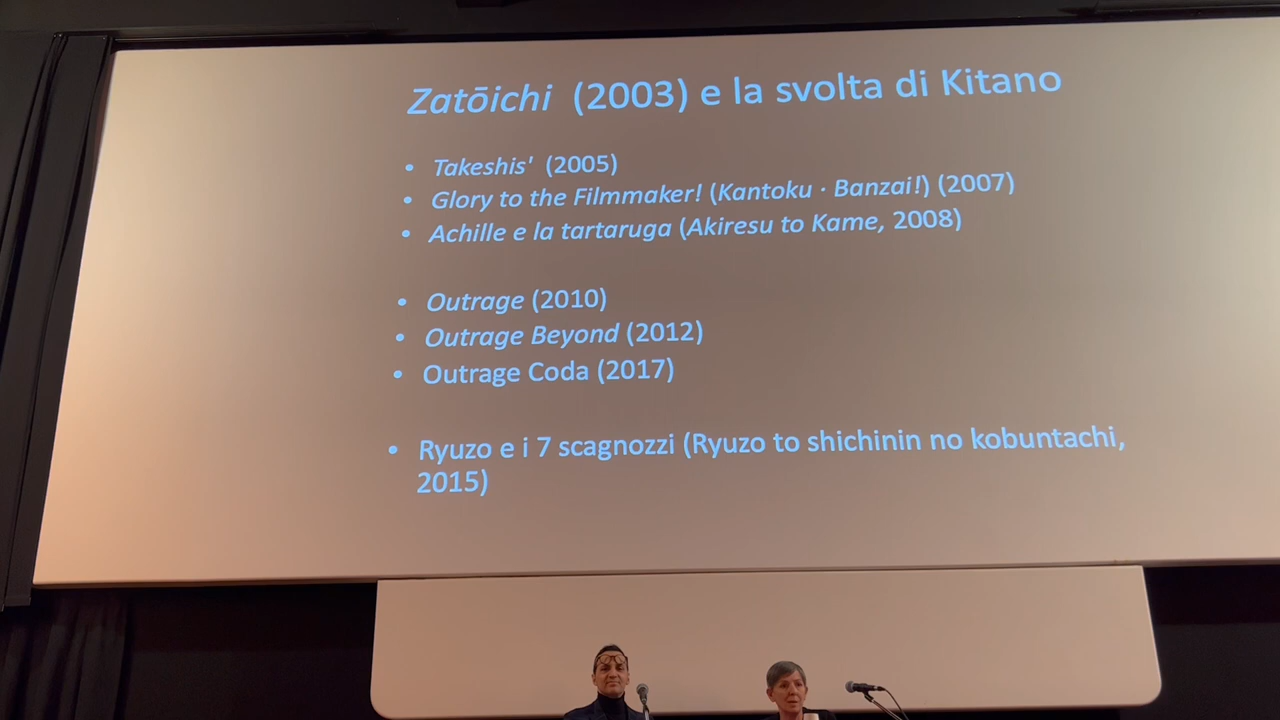 Zatōichi (2003) e la svolta di Kitano
• Takeshis' (2005)
• Glory to the Filmmaker! (Kantoku · Banzai!) (2007)
• Achille e la tartaruga (Akiresu to Kame, 2008)
• Outrage (2010)
• Outrage Beyond (2012)
• Outrage Coda (2017)
• Ryuzo e i 7 scagnozzi (Ryuzo to shichinin no kobuntachi,
2015)